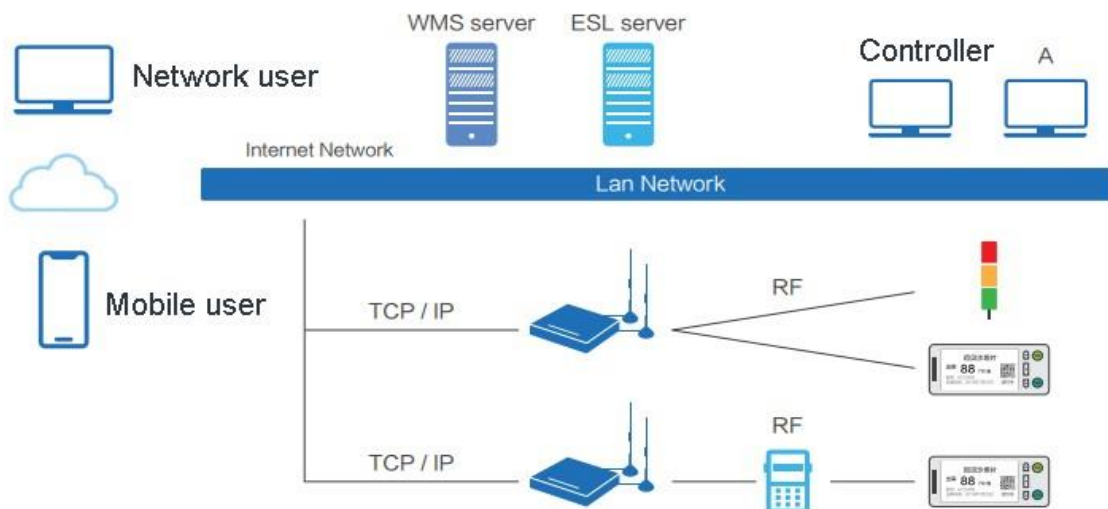 WMS server
ESL server
Network user
Controller
A
Internet Network
Lan Network
Mobile user
TCP / IP
RF
88
TCP / IP
RF
88